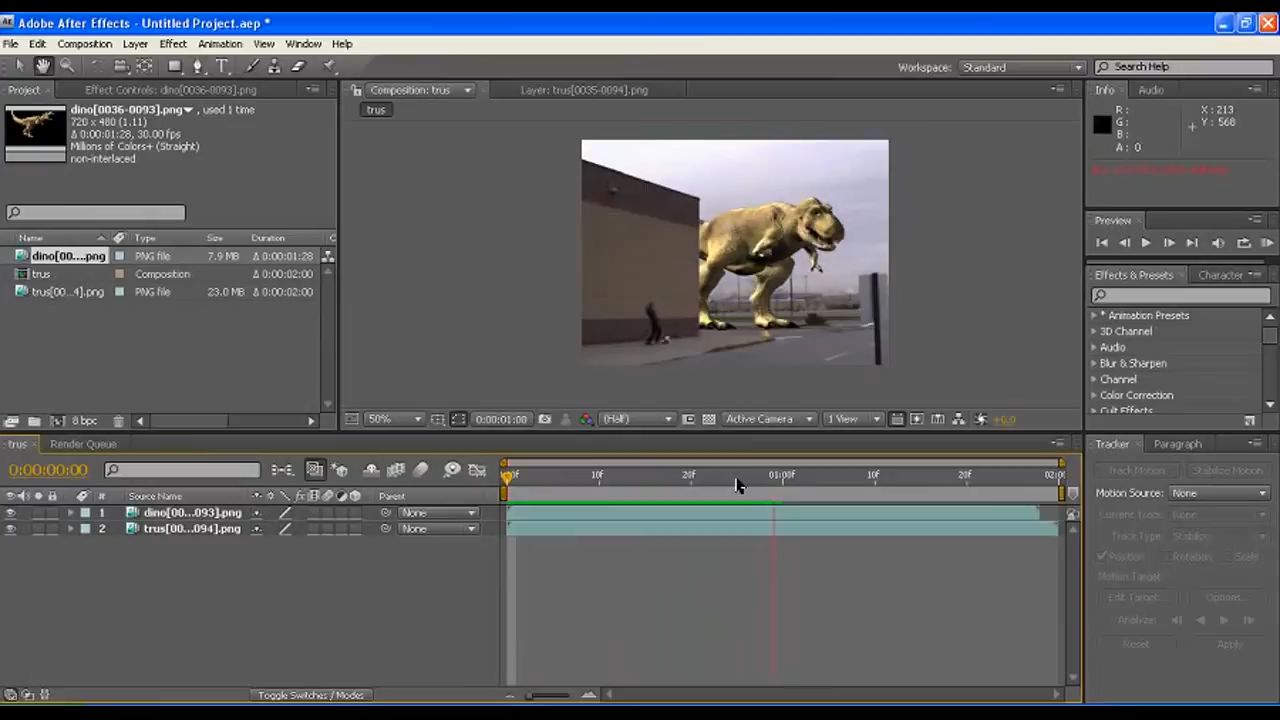 Adobe After Effects - Untitled Project.aep *
File Edit Composition Layer Effect Animation View Window Help
Workspace: Standard Search Help
Project Effect Controls: dino[0036-0093].png
Composition: trus Layer: trus[0035-0094].png
Info Audio
dino[0036-0093].png , used 1 time
720 x 480 (1.11)
Δ 0:00:01:28, 30.00 fps
Millions of Colors+ (Straight)
non-interlaced
trus
R :
G :
B :
A : 0
X : 213
Y : 568
Preview
Name Type Size Duration
dino[00....png PNG file 7.9 MB Δ 0:00:01:28
trus Composition Δ 0:00:02:00
trus[00...4].png PNG file 23.0 MB Δ 0:00:02:00
Effects & Presets Character
* Animation Presets
3D Channel
Audio
Blur & Sharpen
Channel
Color Correction
Cult Effects
8 bpc
50% 0:00:01:00 (Half) Active Camera 1 View +0.0
trus Render Queue
0:00:00:00
10f 20f 01:00f 10f 20f 02:0
# Source Name Parent
1 dino[00...093].png None
2 trus[00...094].png None
Toggle Switches / Modes
Tracker Paragraph
Track Motion Stabilize Motion
Motion Source: None
Current Track: None
Track Type: Stabilize
Position Rotation Scale
Motion Target:
Edit Target... Options...
Analyze:
Reset Apply